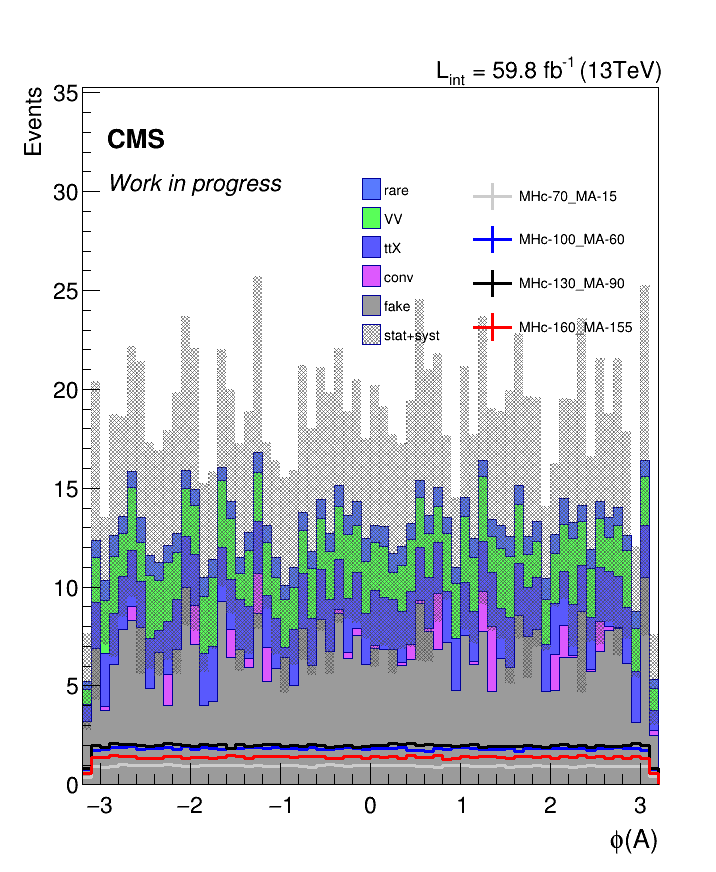 L_int = 59.8 fb^-1 (13TeV)
Events
35
CMS
Work in progress
30
rare
VV
ttX
conv
fake
stat+syst
MHc-70_MA-15
MHc-100_MA-60
MHc-130_MA-90
MHc-160_MA-155
25
20
15
10
5
0
−3 −2 −1 0 1 2 3
ϕ(A)